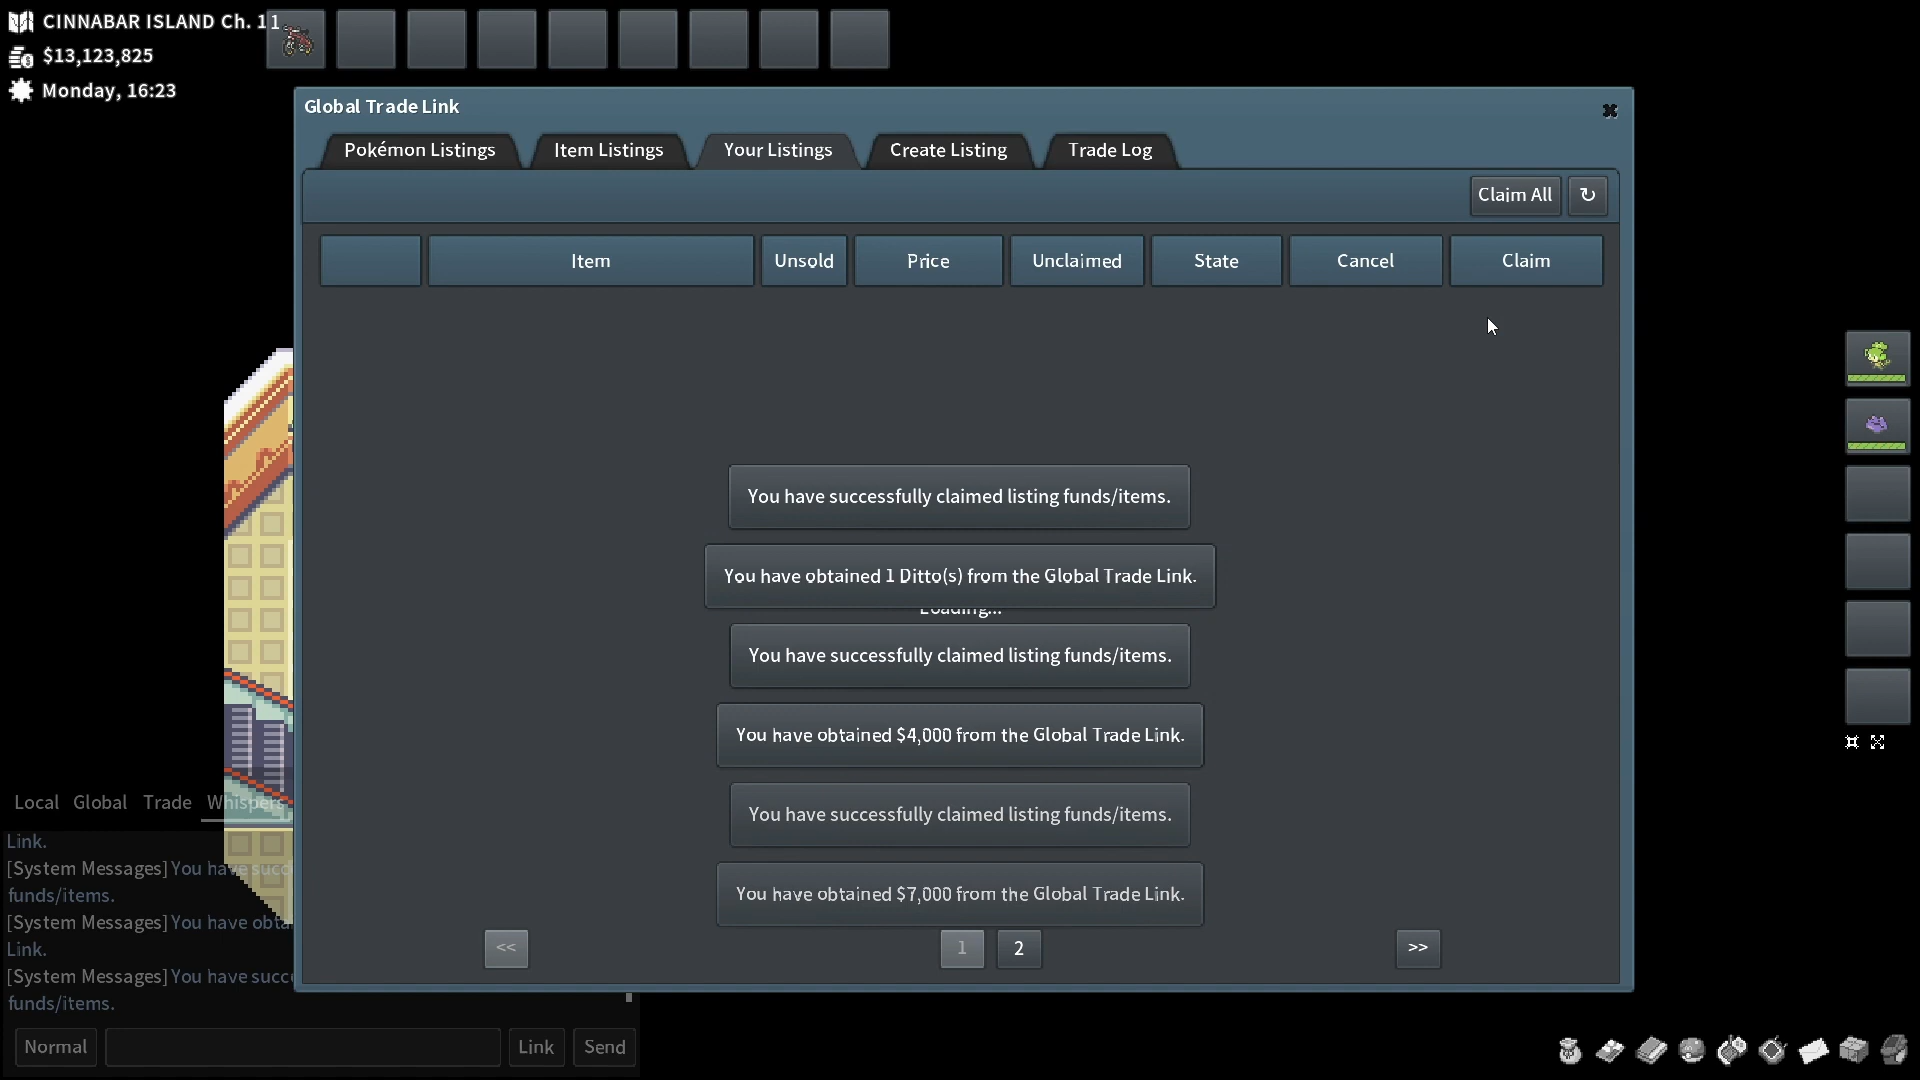 CINNABAR ISLAND Ch. 11
$13,123,825
Monday, 16:23
Global Trade Link
Pokémon Listings
Item Listings
Your Listings
Create Listing
Trade Log
Claim All
Item
Unsold
Price
Unclaimed
State
Cancel
Claim
You have successfully claimed listing funds/items.
You have obtained 1 Ditto(s) from the Global Trade Link.
Loading...
You have successfully claimed listing funds/items.
You have obtained $4,000 from the Global Trade Link.
You have successfully claimed listing funds/items.
You have obtained $7,000 from the Global Trade Link.
<<
1
2
>>
Local
Global
Trade
Whispers
Link.
[System Messages] You have succ
funds/items.
[System Messages] You have obta
Link.
[System Messages] You have succe
funds/items.
Normal
Link
Send